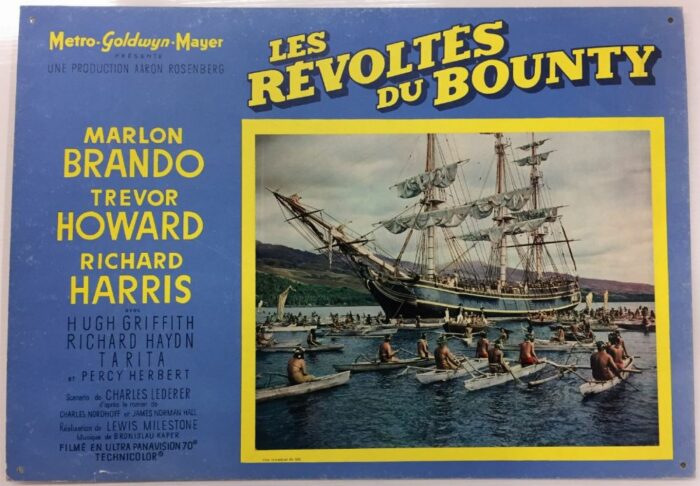 Metro-Goldwyn-Mayer
PRÉSENTE
UNE PRODUCTION AARON ROSENBERG
LES
RÉVOLTÉS
DU BOUNTY
MARLON
BRANDO
TREVOR
HOWARD
RICHARD
HARRIS
avec
HUGH GRIFFITH
RICHARD HAYDN
TARITA
et PERCY HERBERT
Scénario de CHARLES LEDERER
d'après le roman de
CHARLES NORDHOFF et JAMES NORMAN HALL
Réalisation de LEWIS MILESTONE
Musique de BRONISLAU KAPER
FILMÉ EN ULTRA PANAVISION 70®
TECHNICOLOR®